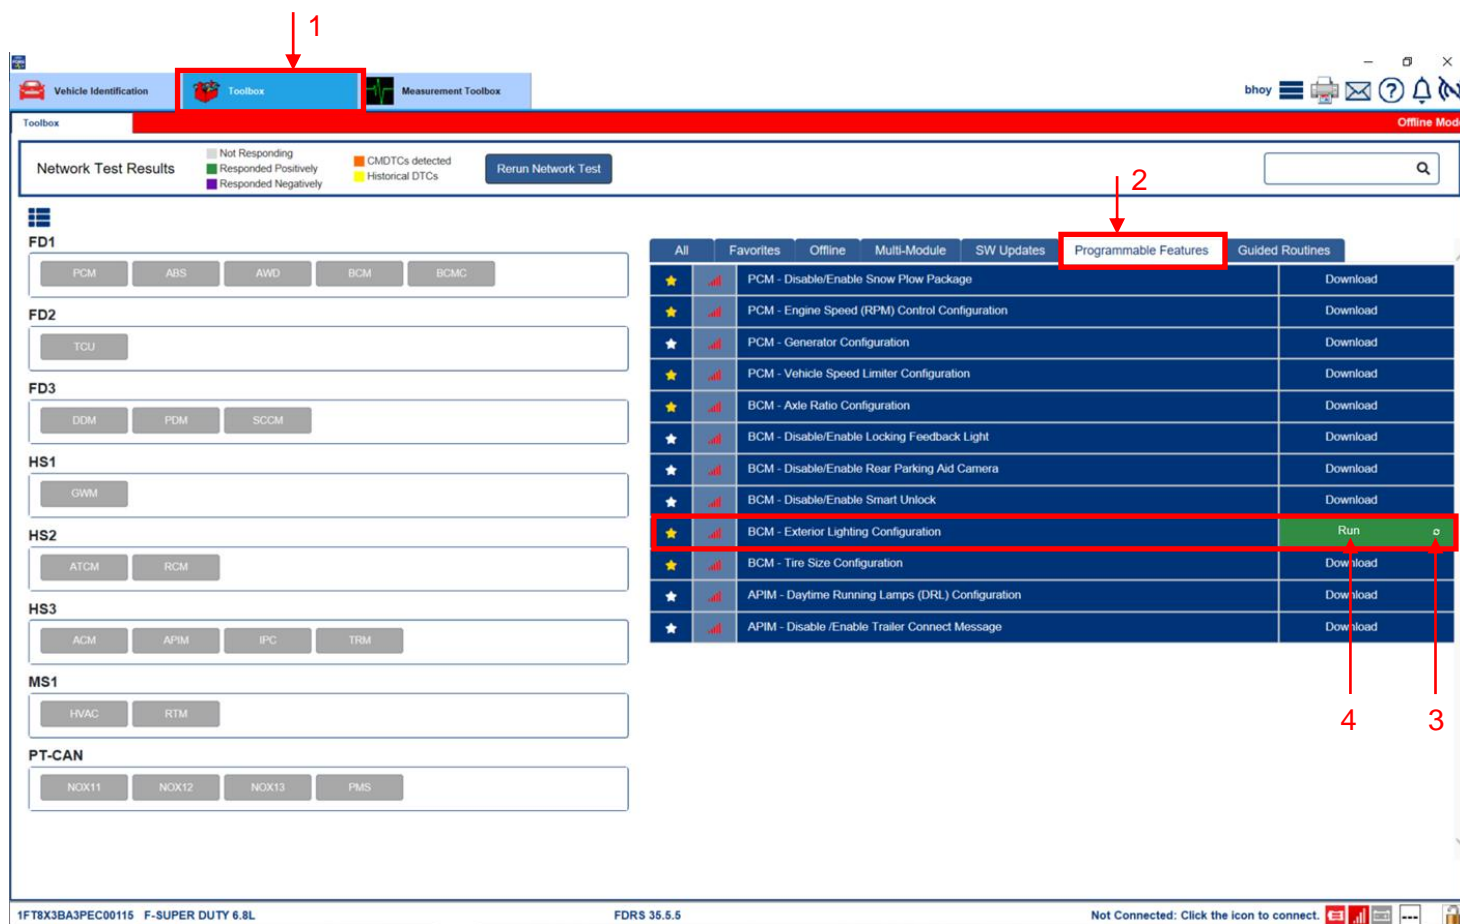 1
Vehicle Identification
Toolbox
Measurement Toolbox
bhoy
Toolbox
Offline Mode
Network Test Results
Not Responding
Responded Positively
Responded Negatively
CMDTCs detected
Historical DTCs
Rerun Network Test
2
FD1
PCM ABS AWD BCM BCMC
FD2
TCU
FD3
DDM PDM SCCM
HS1
GWM
HS2
ATCM RCM
HS3
ACM APIM IPC TRM
MS1
HVAC RTM
PT-CAN
NOX11 NOX12 NOX13 PMS
All Favorites Offline Multi-Module SW Updates Programmable Features Guided Routines
PCM - Disable/Enable Snow Plow Package Download
PCM - Engine Speed (RPM) Control Configuration Download
PCM - Generator Configuration Download
PCM - Vehicle Speed Limiter Configuration Download
BCM - Axle Ratio Configuration Download
BCM - Disable/Enable Locking Feedback Light Download
BCM - Disable/Enable Rear Parking Aid Camera Download
BCM - Disable/Enable Smart Unlock Download
BCM - Exterior Lighting Configuration Run
BCM - Tire Size Configuration Download
APIM - Daytime Running Lamps (DRL) Configuration Download
APIM - Disable /Enable Trailer Connect Message Download
4 3
1FT8X3BA3PEC00115 F-SUPER DUTY 6.8L FDRS 35.5.5 Not Connected: Click the icon to connect. ---